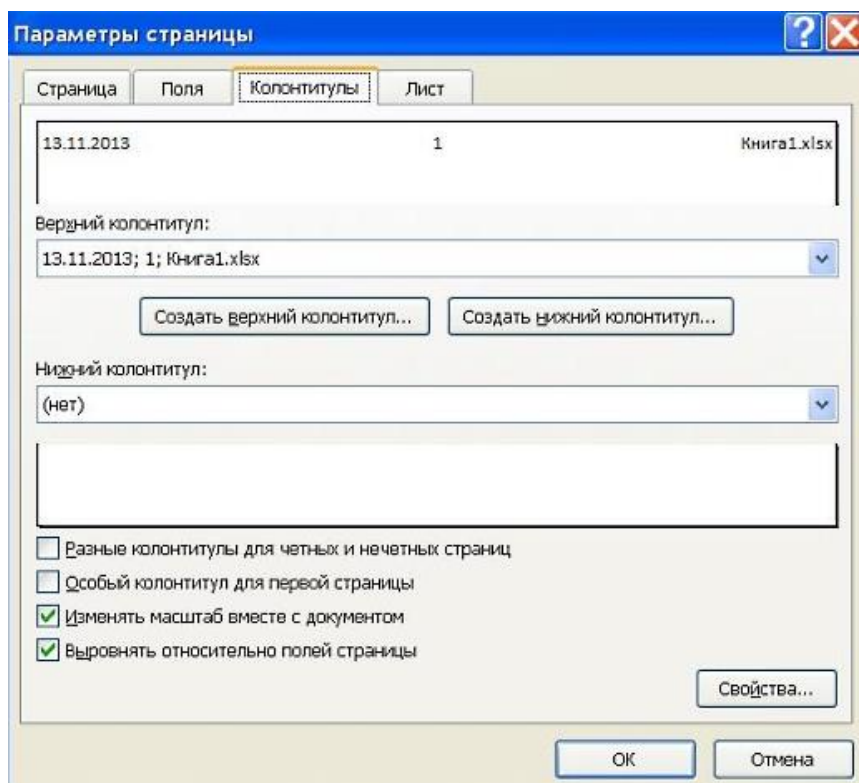 Параметры страницы
Страница Поля Колонтитулы Лист
13.11.2013 1 Книга1.xlsx
Верхний колонтитул:
13.11.2013; 1; Книга1.xlsx
Создать верхний колонтитул... Создать нижний колонтитул...
Нижний колонтитул:
(нет)
Разные колонтитулы для четных и нечетных страниц
Особый колонтитул для первой страницы
Изменять масштаб вместе с документом
Выровнять относительно полей страницы
Свойства...
ОК Отмена